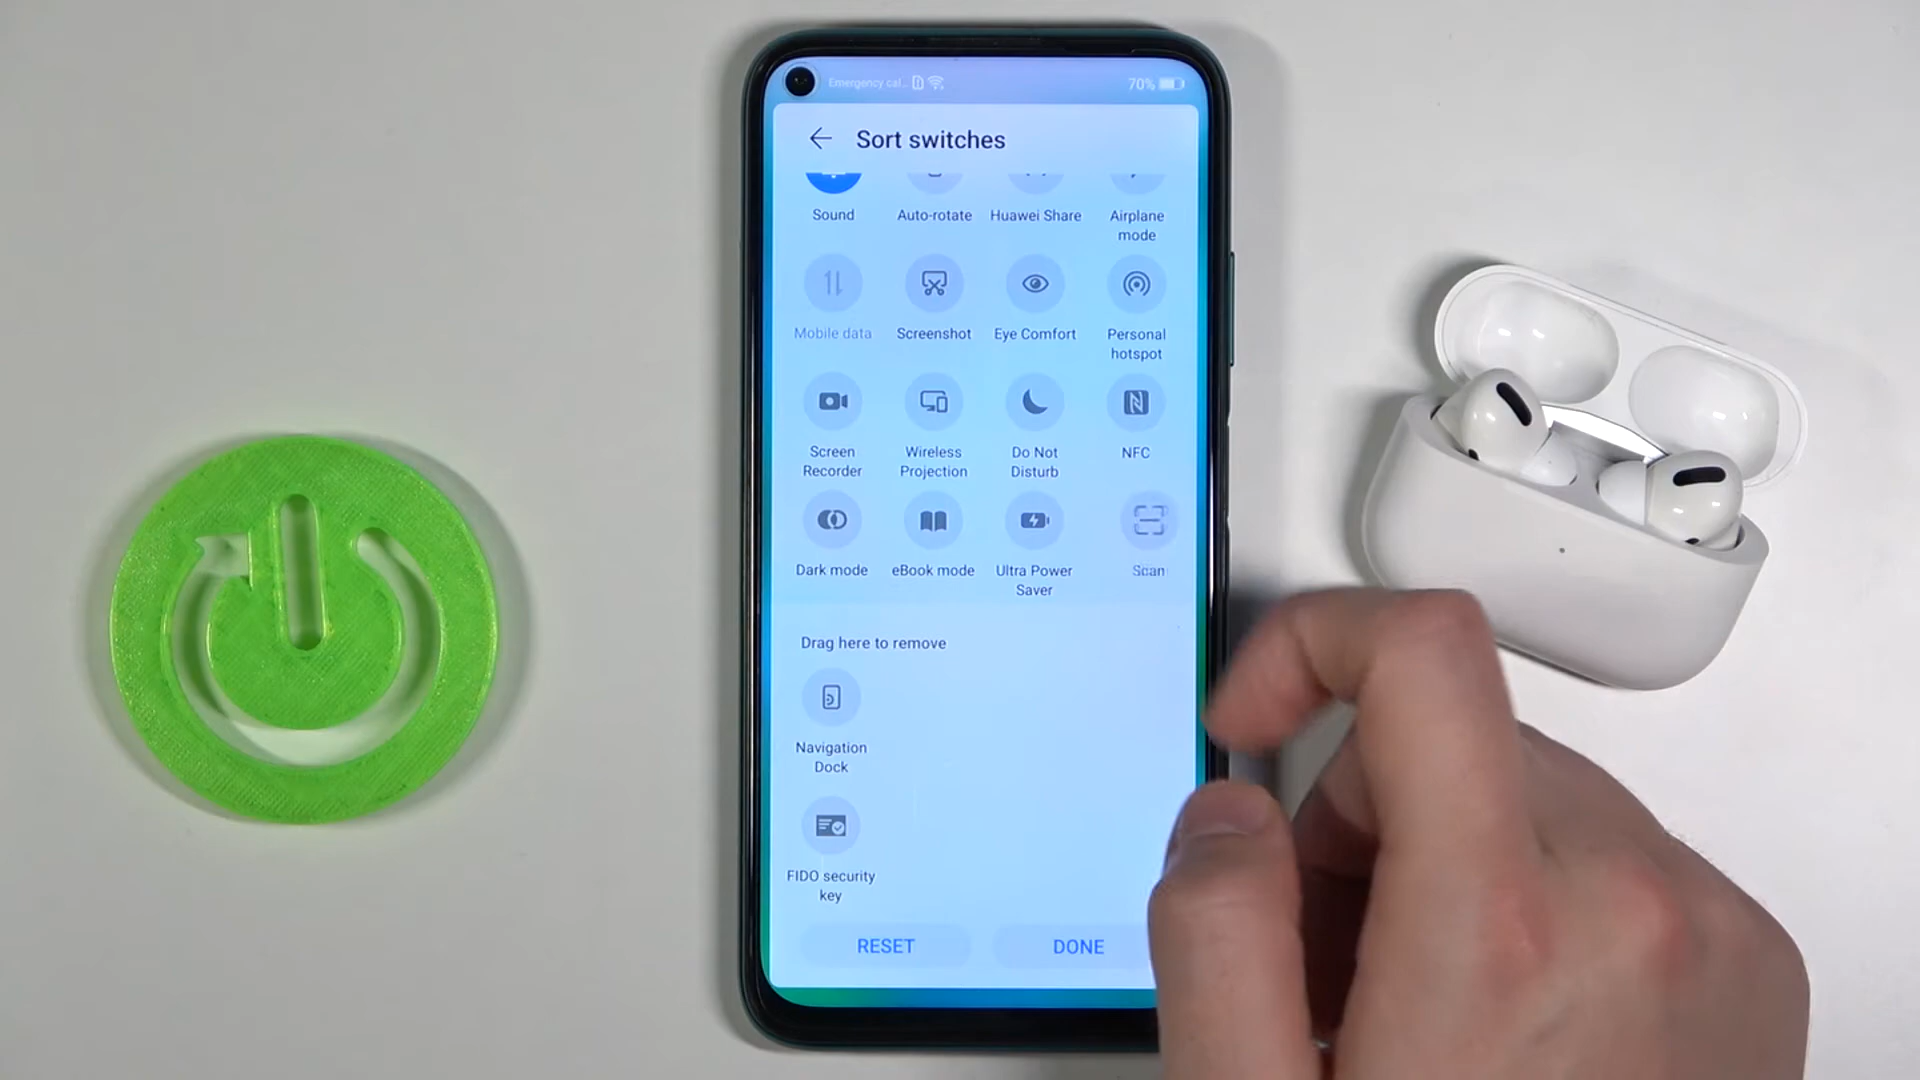 Emergency cal..
70%
Sort switches
Sound
Auto-rotate
Huawei Share
Airplane
mode
Mobile data
Screenshot
Eye Comfort
Personal
hotspot
Screen
Recorder
Wireless
Projection
Do Not
Disturb
NFC
Dark mode
eBook mode
Ultra Power
Saver
Scan
Drag here to remove
Navigation
Dock
FIDO security
key
RESET
DONE